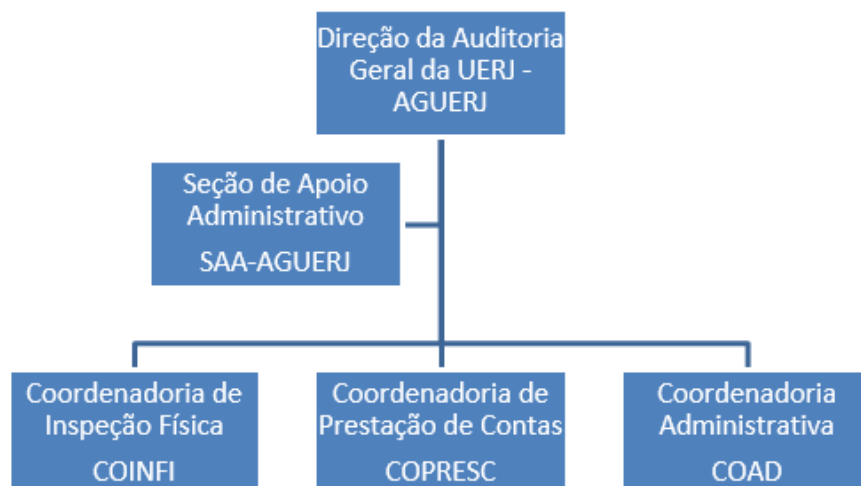 Direção da Auditoria
Geral da UERJ -
AGUERJ
Seção de Apoio
Administrativo
SAA-AGUERJ
Coordenadoria de
Inspeção Física
COINFI
Coordenadoria de
Prestação de Contas
COPRESC
Coordenadoria
Administrativa
COAD